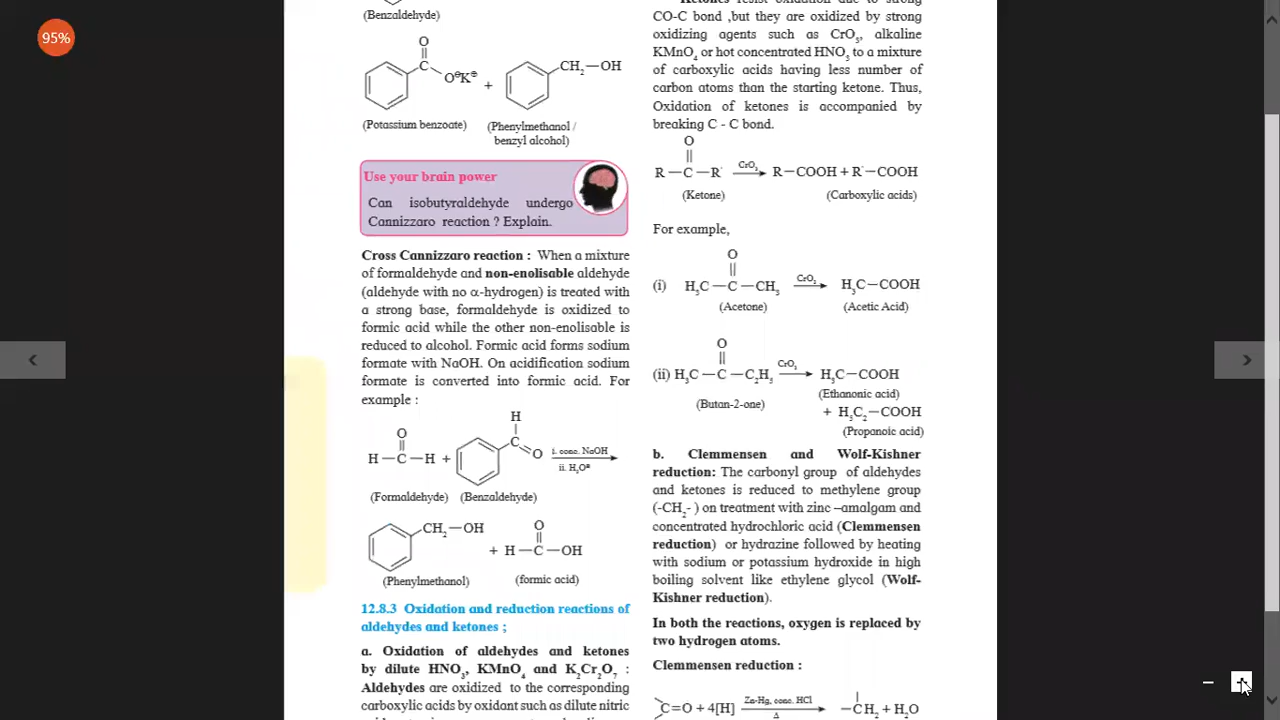 95%
(Benzaldehyde)
O
C
O⊖K⊕
+
CH₂–OH
(Potassium benzoate)
(Phenylmethanol /
benzyl alcohol)
Use your brain power
Can isobutyraldehyde undergo
Cannizzaro reaction ? Explain.
Cross Cannizzaro reaction : When a mixture
of formaldehyde and non-enolisable aldehyde
(aldehyde with no α-hydrogen) is treated with
a strong base, formaldehyde is oxidized to
formic acid while the other non-enolisable is
reduced to alcohol. Formic acid forms sodium
formate with NaOH. On acidification sodium
formate is converted into formic acid. For
example :
H
O
H–C–H +
C
O
i. conc. NaOH
ii. H₃O⊕
(Formaldehyde) (Benzaldehyde)
CH₂–OH
O
+ H–C–OH
(Phenylmethanol)
(formic acid)
12.8.3 Oxidation and reduction reactions of
aldehydes and ketones ;
a. Oxidation of aldehydes and ketones
by dilute HNO₃, KMnO₄ and K₂Cr₂O₇ :
Aldehydes are oxidized to the corresponding
carboxylic acids by oxidant such as dilute nitric
Ketones resist oxidation due to strong
CO-C bond ,but they are oxidized by strong
oxidizing agents such as CrO₃, alkaline
KMnO₄ or hot concentrated HNO₃ to a mixture
of carboxylic acids having less number of
carbon atoms than the starting ketone. Thus,
Oxidation of ketones is accompanied by
breaking C - C bond.
O
R–C–R' CrO₃ R–COOH + R'–COOH
(Ketone) (Carboxylic acids)
For example,
O
(i) H₃C–C–CH₃ CrO₃ H₃C–COOH
(Acetone) (Acetic Acid)
O
(ii) H₃C–C–C₂H₅ CrO₃ H₃C–COOH
(Ethanonic acid)
(Butan-2-one)
+ H₅C₂–COOH
(Propanoic acid)
b. Clemmensen and Wolf-Kishner
reduction: The carbonyl group of aldehydes
and ketones is reduced to methylene group
(-CH₂- ) on treatment with zinc –amalgam and
concentrated hydrochloric acid (Clemmensen
reduction) or hydrazine followed by heating
with sodium or potassium hydroxide in high
boiling solvent like ethylene glycol (Wolf-
Kishner reduction).
In both the reactions, oxygen is replaced by
two hydrogen atoms.
Clemmensen reduction :
C=O + 4[H] Zn-Hg, conc. HCl Δ –CH₂ + H₂O